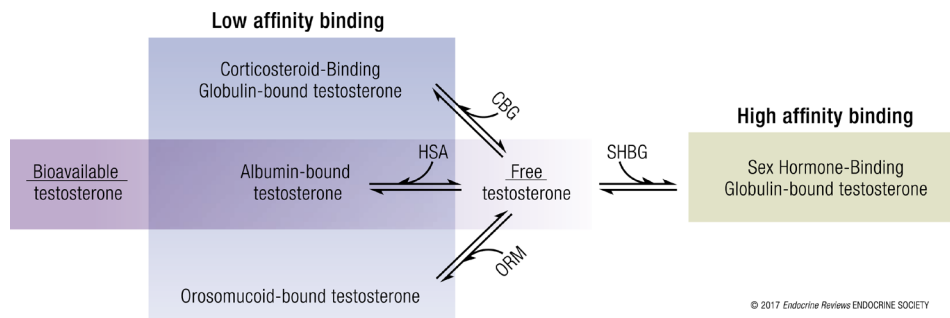 Low affinity binding
Corticosteroid-Binding
Globulin-bound testosterone
CBG
High affinity binding
Bioavailable
testosterone
Albumin-bound
testosterone
HSA
Free
testosterone
SHBG
Sex Hormone-Binding
Globulin-bound testosterone
ORM
Orosomucoid-bound testosterone
© 2017 Endocrine Reviews ENDOCRINE SOCIETY